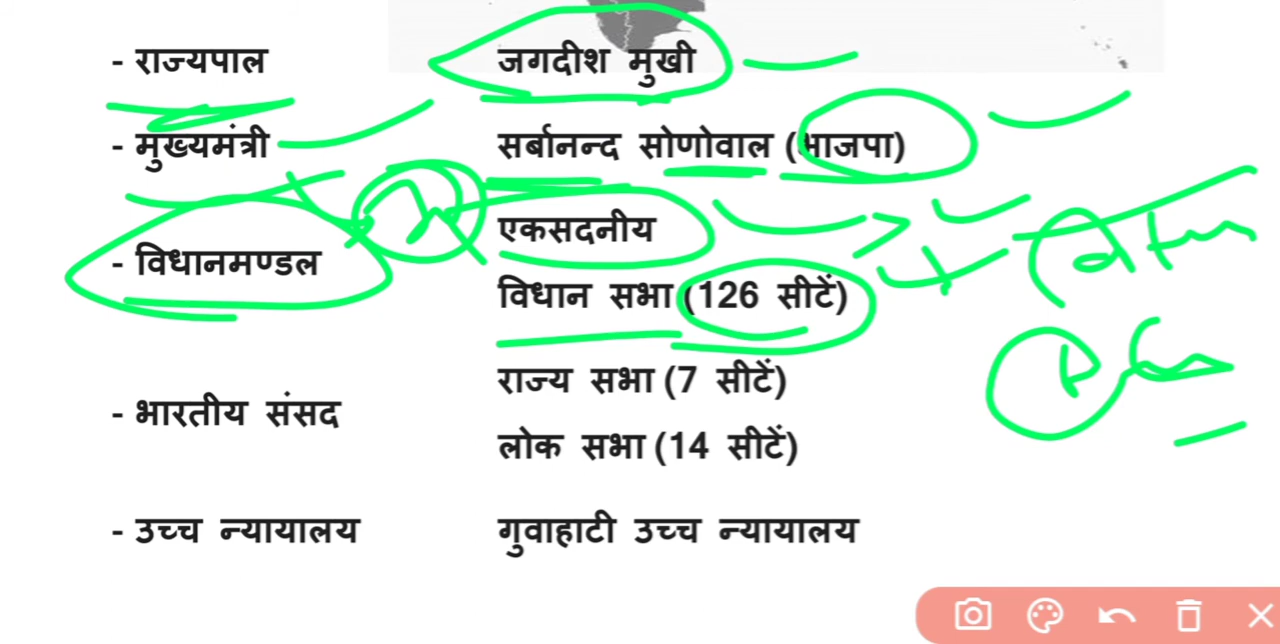 - राज्यपाल जगदीश मुखी
- मुख्यमंत्री सर्बानन्द सोणोवाल (भाजपा)
- विधानमण्डल एकसदनीय
विधान सभा (126 सीटें)
- भारतीय संसद राज्य सभा (7 सीटें)
लोक सभा (14 सीटें)
- उच्च न्यायालय गुवाहाटी उच्च न्यायालय